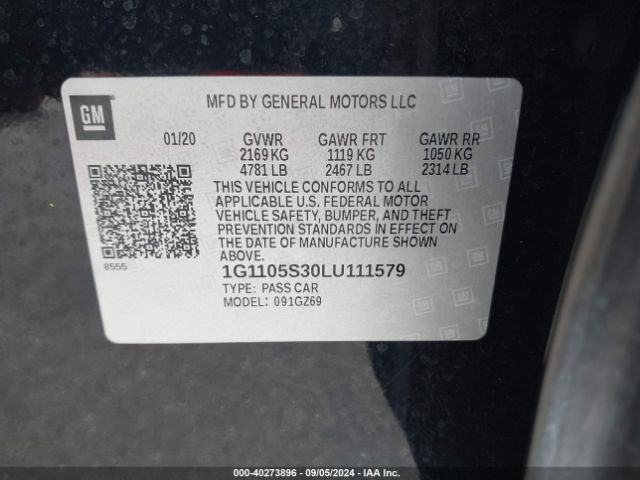 GM
MFD BY GENERAL MOTORS LLC
01/20 GVWR GAWR FRT GAWR RR
2169 KG 1119 KG 1050 KG
4781 LB 2467 LB 2314 LB
THIS VEHICLE CONFORMS TO ALL
APPLICABLE U.S. FEDERAL MOTOR
VEHICLE SAFETY, BUMPER, AND THEFT
PREVENTION STANDARDS IN EFFECT ON
THE DATE OF MANUFACTURE SHOWN
ABOVE.
8555
1G1105S30LU111579
TYPE: PASS CAR
MODEL: 091GZ69
000-40273896 - 09/05/2024 - IAA Inc.